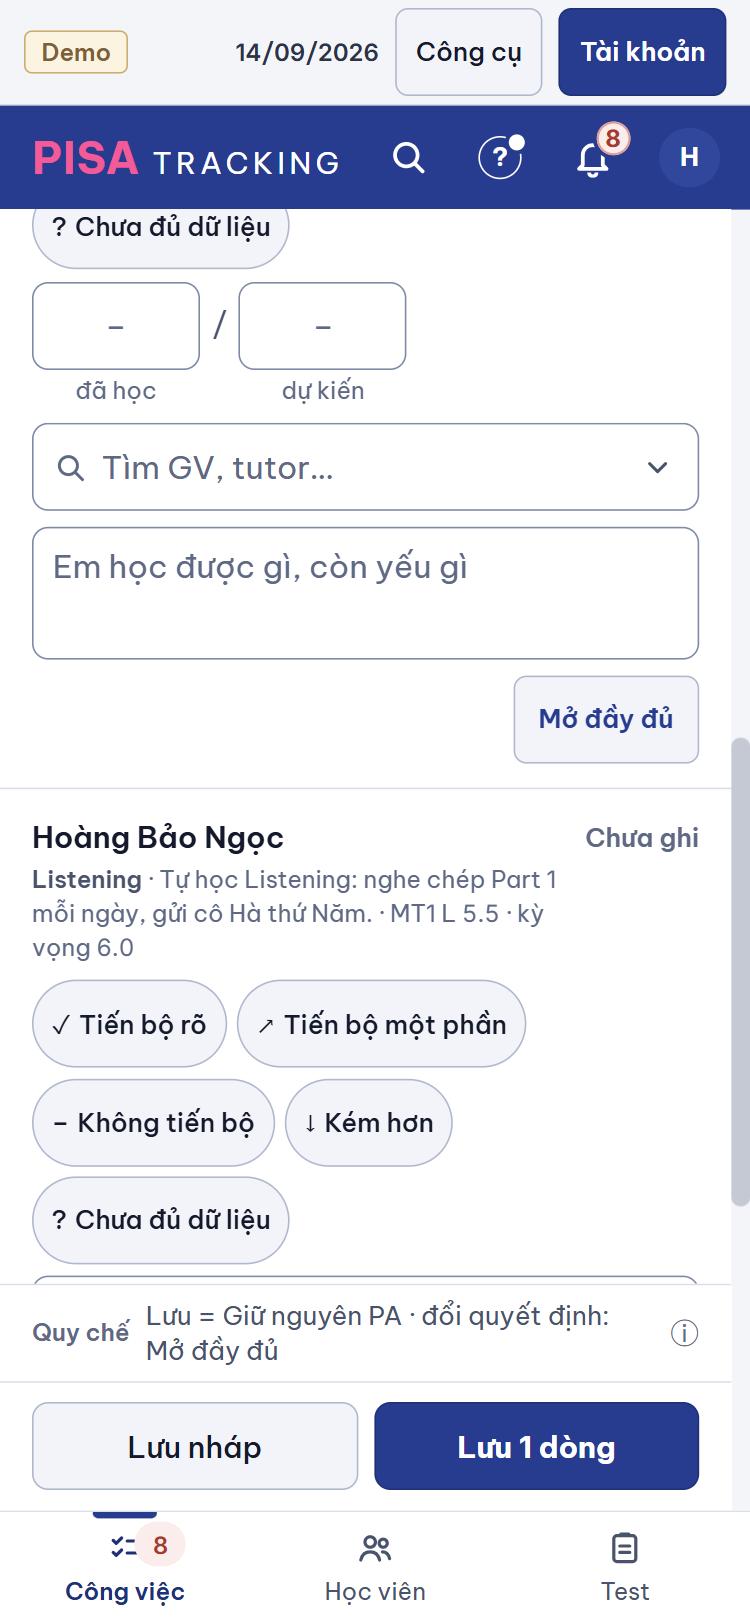 Demo
14/09/2026
Công cụ
Tài khoản
PISA TRACKING
?
8
H
? Chưa đủ dữ liệu
– / –
đã học
dự kiến
Tìm GV, tutor...
Em học được gì, còn yếu gì
Mở đầy đủ
Hoàng Bảo Ngọc
Chưa ghi
Listening · Tự học Listening: nghe chép Part 1
mỗi ngày, gửi cô Hà thứ Năm. · MT1 L 5.5 · kỳ
vọng 6.0
✓ Tiến bộ rõ
↗ Tiến bộ một phần
– Không tiến bộ
↓ Kém hơn
? Chưa đủ dữ liệu
Quy chế
Lưu = Giữ nguyên PA · đổi quyết định:
Mở đầy đủ
ⓘ
Lưu nháp
Lưu 1 dòng
8
Công việc
Học viên
Test